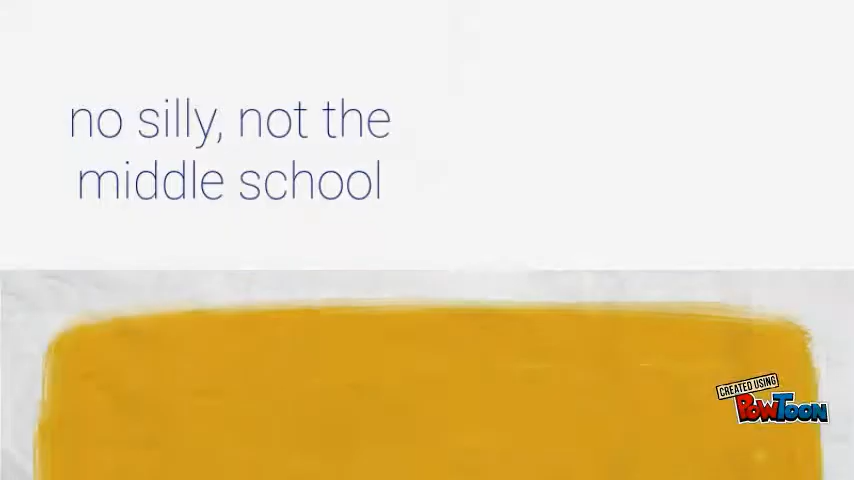 no silly, not the
middle school
CREATED USING
POWTOON